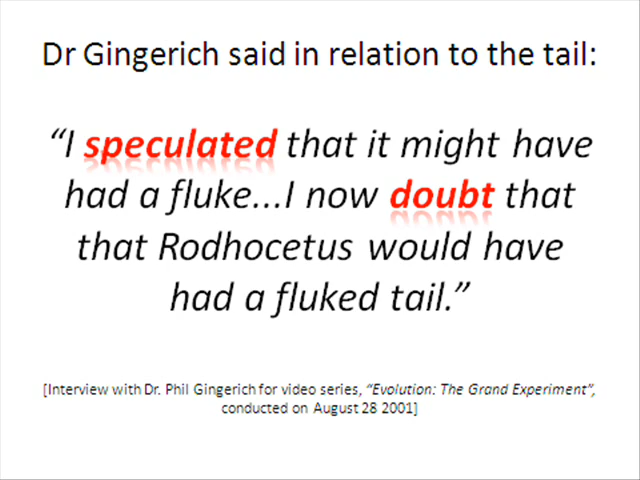 Dr Gingerich said in relation to the tail:
“I speculated that it might have
had a fluke...I now doubt that
that Rodhocetus would have
had a fluked tail.”
[Interview with Dr. Phil Gingerich for video series, “Evolution: The Grand Experiment”,
conducted on August 28 2001]